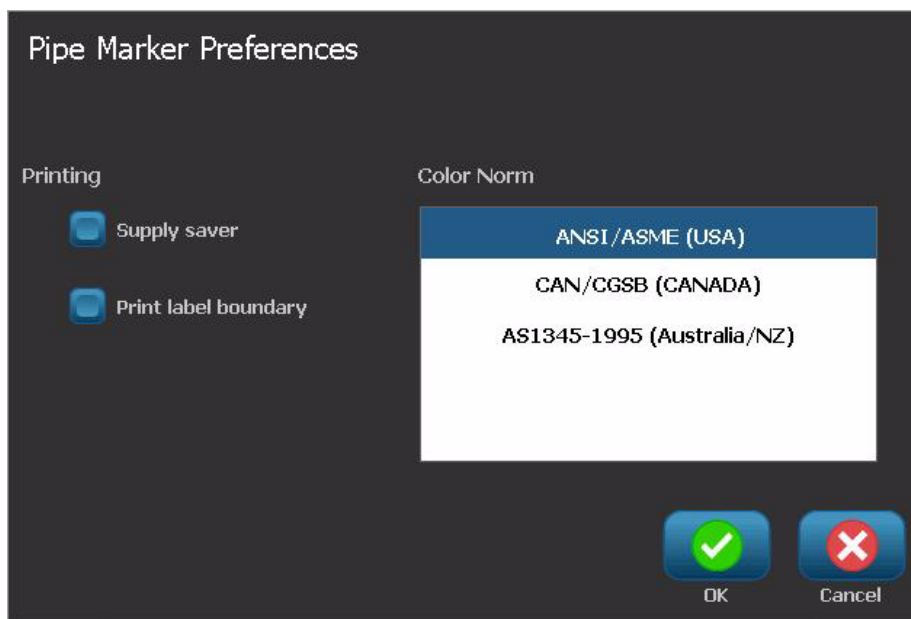 Pipe Marker Preferences
Printing
Supply saver
Print label boundary
Color Norm
ANSI/ASME (USA)
CAN/CGSB (CANADA)
AS1345-1995 (Australia/NZ)
OK
Cancel